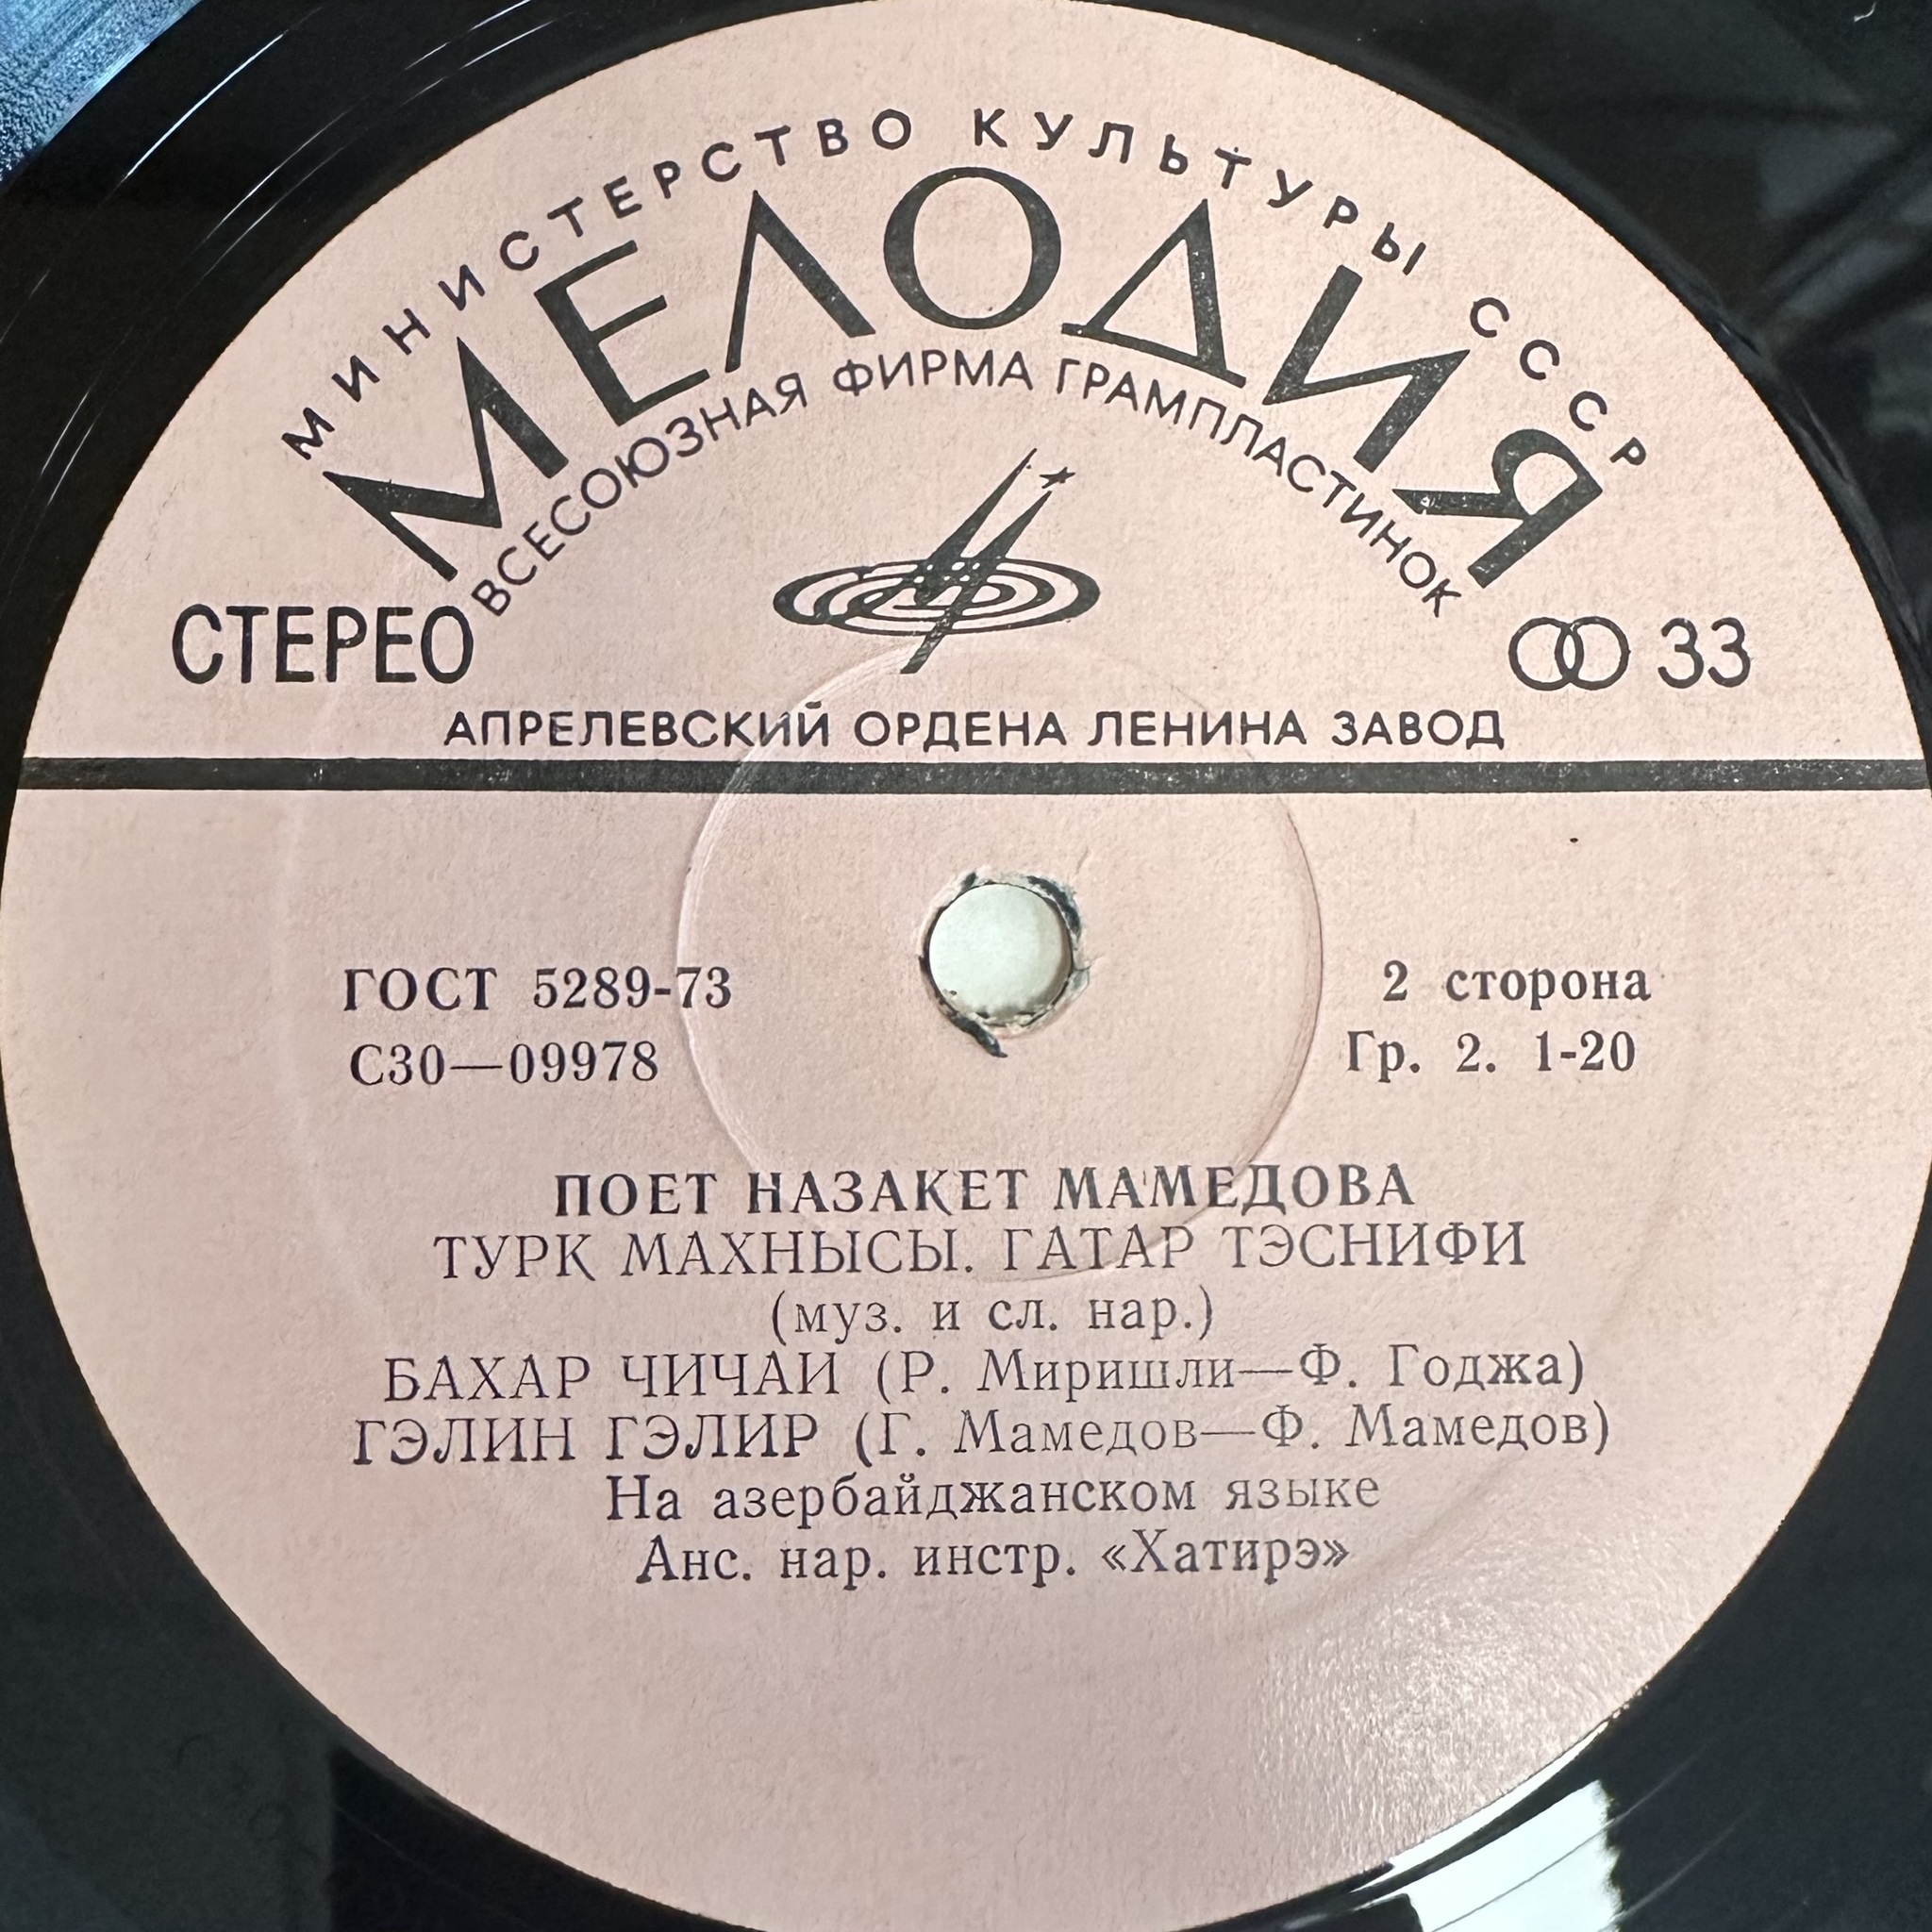 МИНИСТЕРСТВО КУЛЬТУРЫ СССР
МЕЛОДИЯ
ВСЕСОЮЗНАЯ ФИРМА ГРАМПЛАСТИНОК
СТЕРЕО
33
АПРЕЛЕВСКИЙ ОРДЕНА ЛЕНИНА ЗАВОД
ГОСТ 5289-73
2 сторона
С30—09978
Гр. 2. 1-20
ПОЕТ НАЗАКЕТ МАМЕДОВА
ТУРК МАХНЫСЫ. ГАТАР ТЭСНИФИ
(муз. и сл. нар.)
БАХАР ЧИЧАИ (Р. Миришли—Ф. Годжа)
ГЭЛИН ГЭЛИР (Г. Мамедов—Ф. Мамедов)
На азербайджанском языке
Анс. нар. инстр. «Хатирэ»